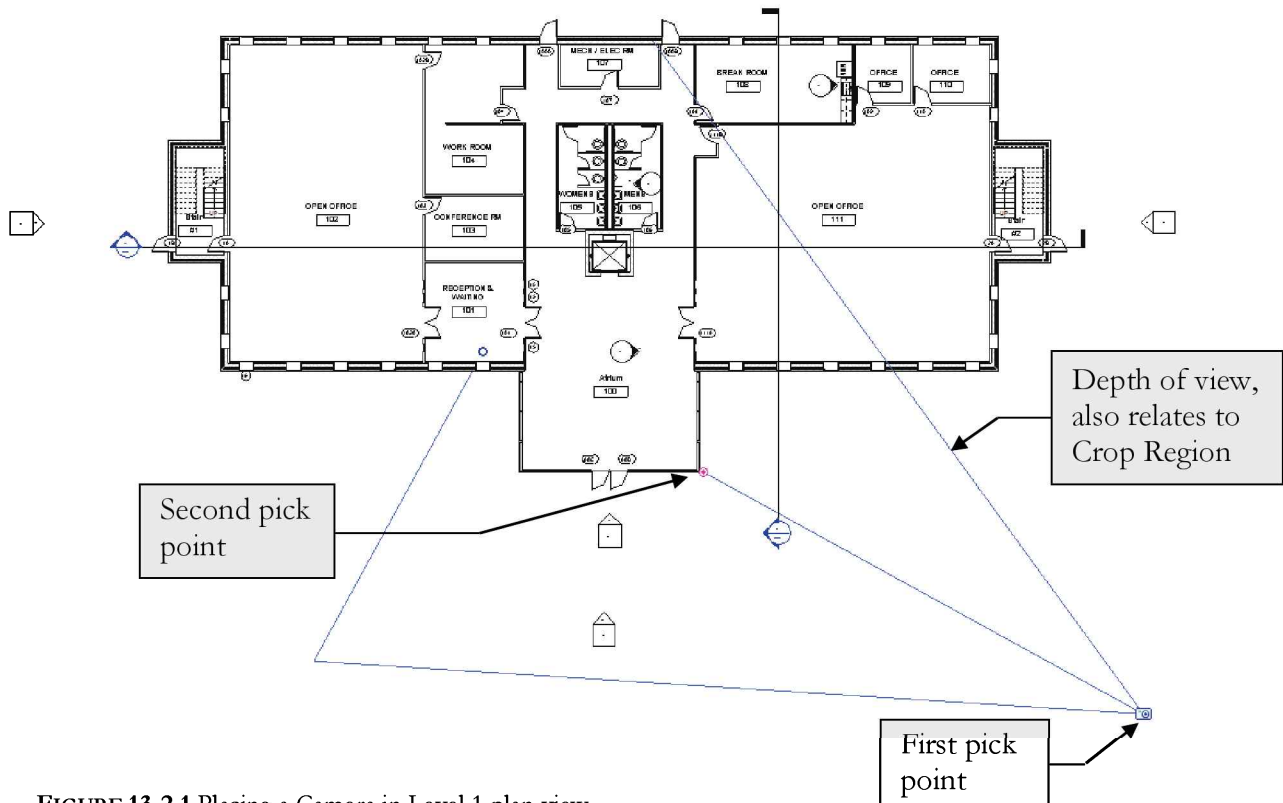 MECH / ELEC RM
107
BREAK ROOM
108
OFFICE
109
OFFICE
110
WORK ROOM
104
OPEN OFFICE
102
CONFERENCE RM
103
WOMENS
105
MENS
106
OPEN OFFICE
111
Stair
#1
Stair
#2
RECEPTION &
WAITING
101
Atrium
100
Depth of view,
also relates to
Crop Region
Second pick
point
First pick
point
FIGURE 13-2.1 Placing a Camera in Level 1 plan view